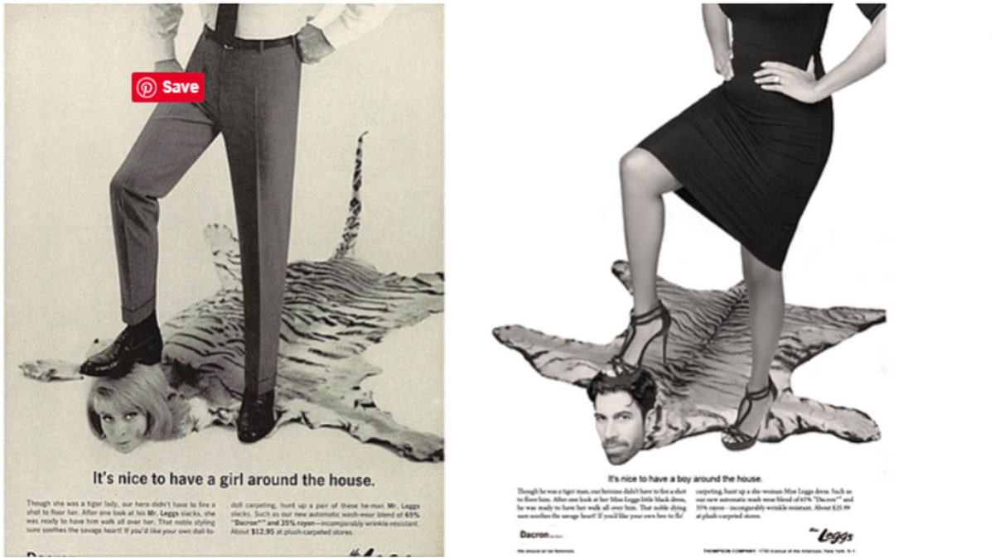 Save
It's nice to have a girl around the house.
Though she was a tiger lady, our hero didn't have to fire a
shot to floor her. After one look at his Mr. Leggs slacks, she
was ready to have him walk all over her. That noble styling
sure soothes the savage heart! If you'd like your own doll-to-
doll carpeting, hunt up a pair of these he-man Mr. Leggs
slacks. Such as our new automatic wash-wear blend of 65%
"Dacron®" and 35% rayon—incomparably wrinkle-resistant.
About $12.95 at plush-carpeted stores.
It's nice to have a boy around the house.
Though he was a tiger man, our heroine didn't have to fire a shot
to floor him. After one look at her Miss Leggs little black dress,
he was ready to have her walk all over him. That noble styling
sure soothes the savage heart! If you'd like your own
carpeting, hunt up a she-woman Miss Leggs dress. Such as
our new automatic wash wear blend of 65% "Dacron®" and
35% rayon—incomparably wrinkle resistant. About $25.99
at plush-carpeted stores.
Dacron
Miss
Leggs
We should all be feminists.
THOMPSON COMPANY, Avenue of the Americas, New York, N.Y.